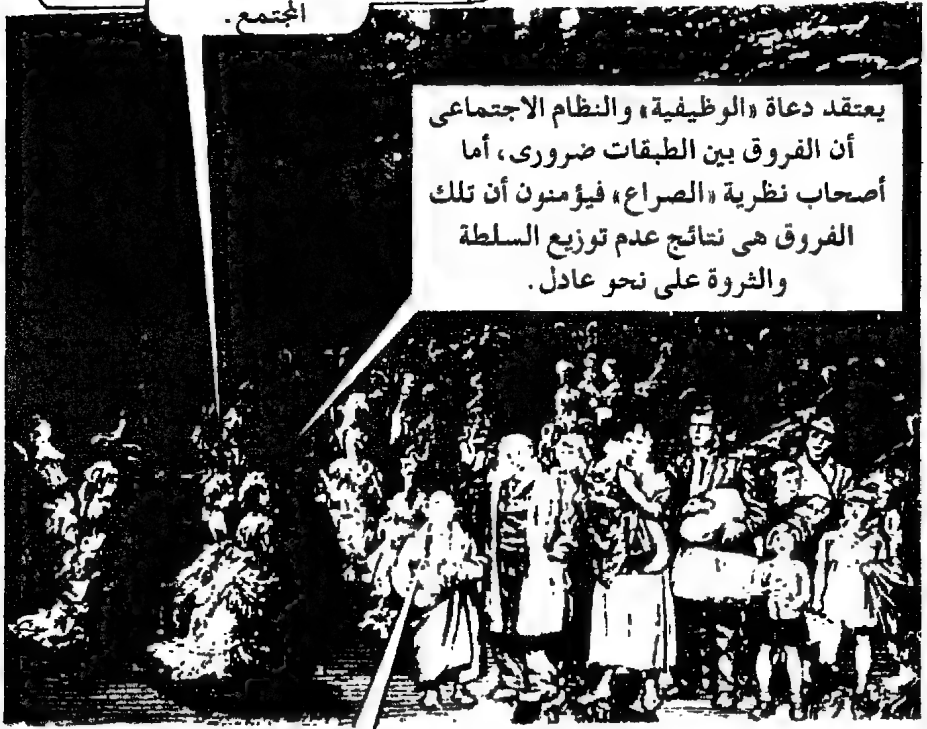 المجتمع.
يعتقد دعاة «الوظيفية» والنظام الاجتماعى
أن الفروق بين الطبقات ضرورى، أما
أصحاب نظرية «الصراع» فيؤمنون أن تلك
الفروق هى نتائج عدم توزيع السلطة
والثروة على نحو عادل.